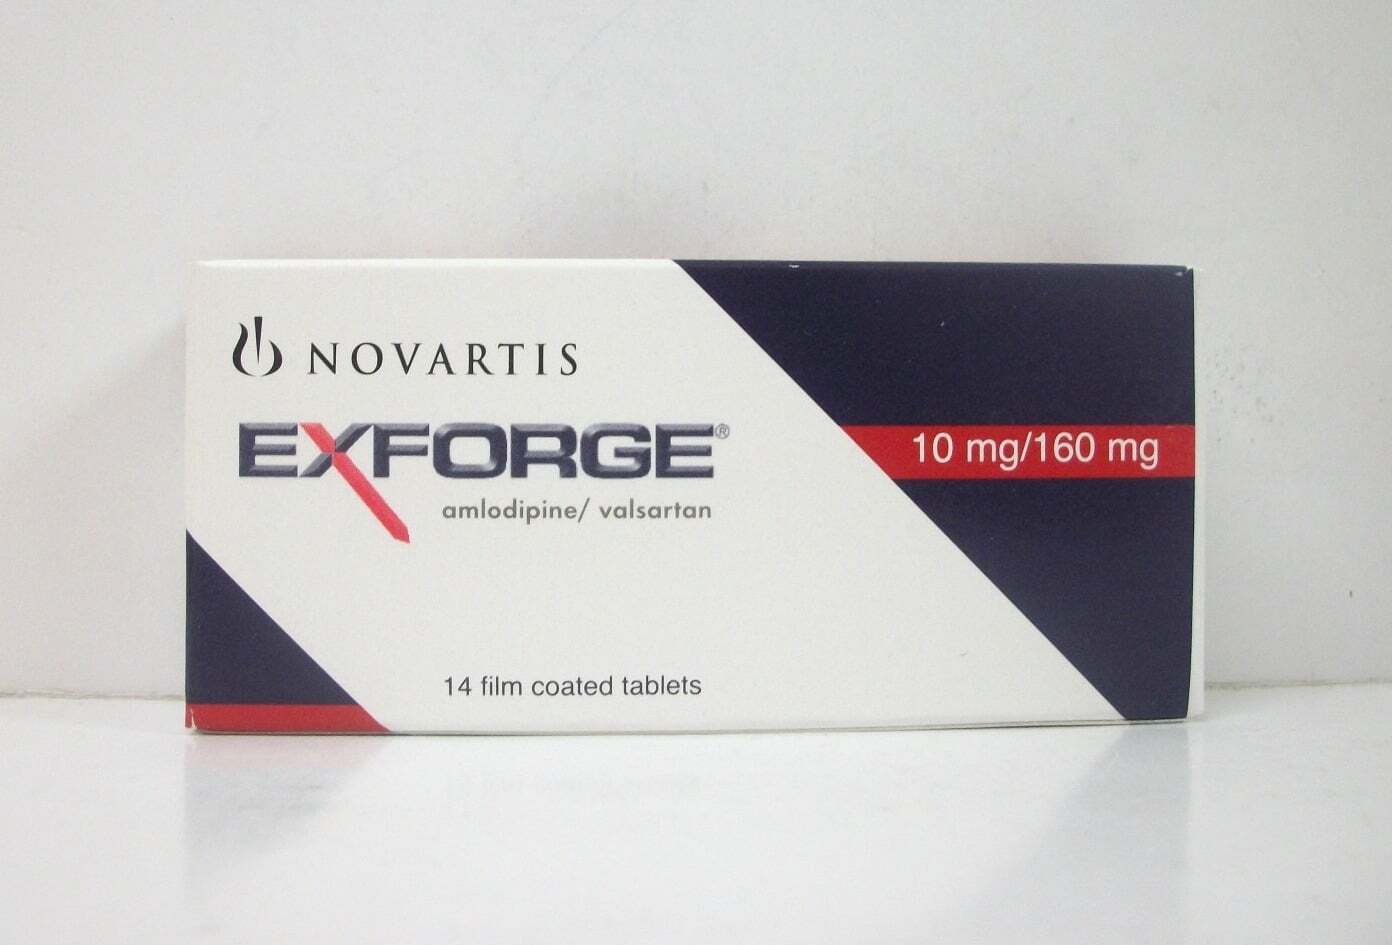 NOVARTIS
EXFORGE®
amlodipine/ valsartan
10 mg/160 mg
14 film coated tablets